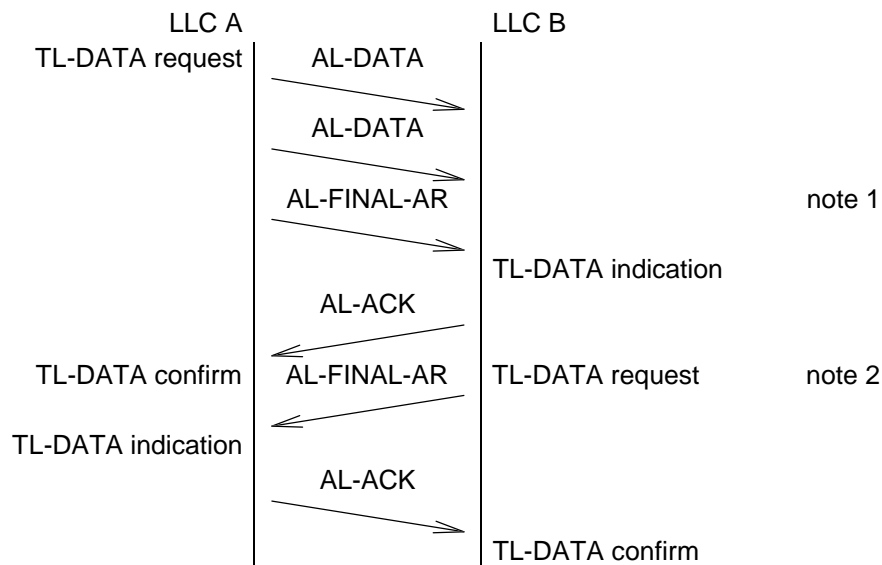 LLC A LLC B
TL-DATA request AL-DATA
AL-DATA
AL-FINAL-AR note 1
TL-DATA indication
AL-ACK
TL-DATA confirm AL-FINAL-AR TL-DATA request note 2
TL-DATA indication
AL-ACK
TL-DATA confirm